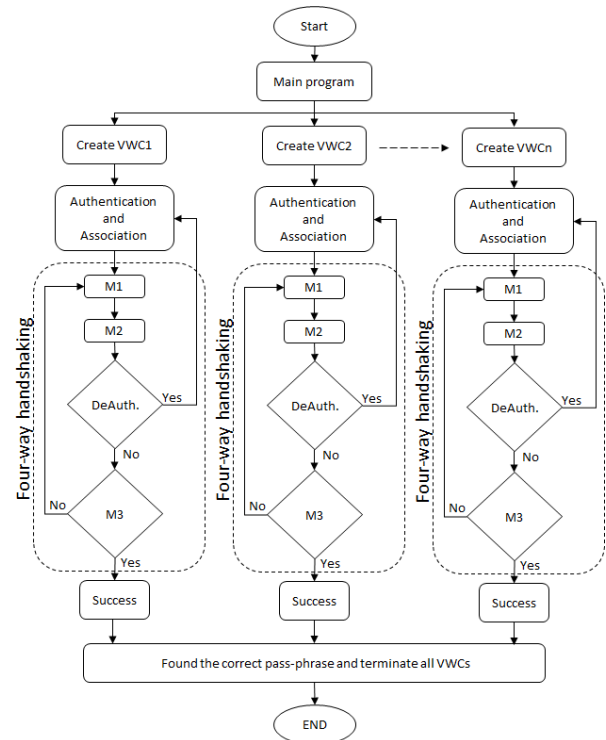 Start
Main program
Create VWC1
Create VWC2
Create VWCn
Authentication
and
Association
Authentication
and
Association
Authentication
and
Association
Four-way handshaking
M1
M2
DeAuth.
Yes
No
M3
No
Yes
Four-way handshaking
M1
M2
DeAuth.
Yes
No
M3
No
Yes
Four-way handshaking
M1
M2
DeAuth.
Yes
No
M3
No
Yes
Success
Success
Success
Found the correct pass-phrase and terminate all VWCs
END